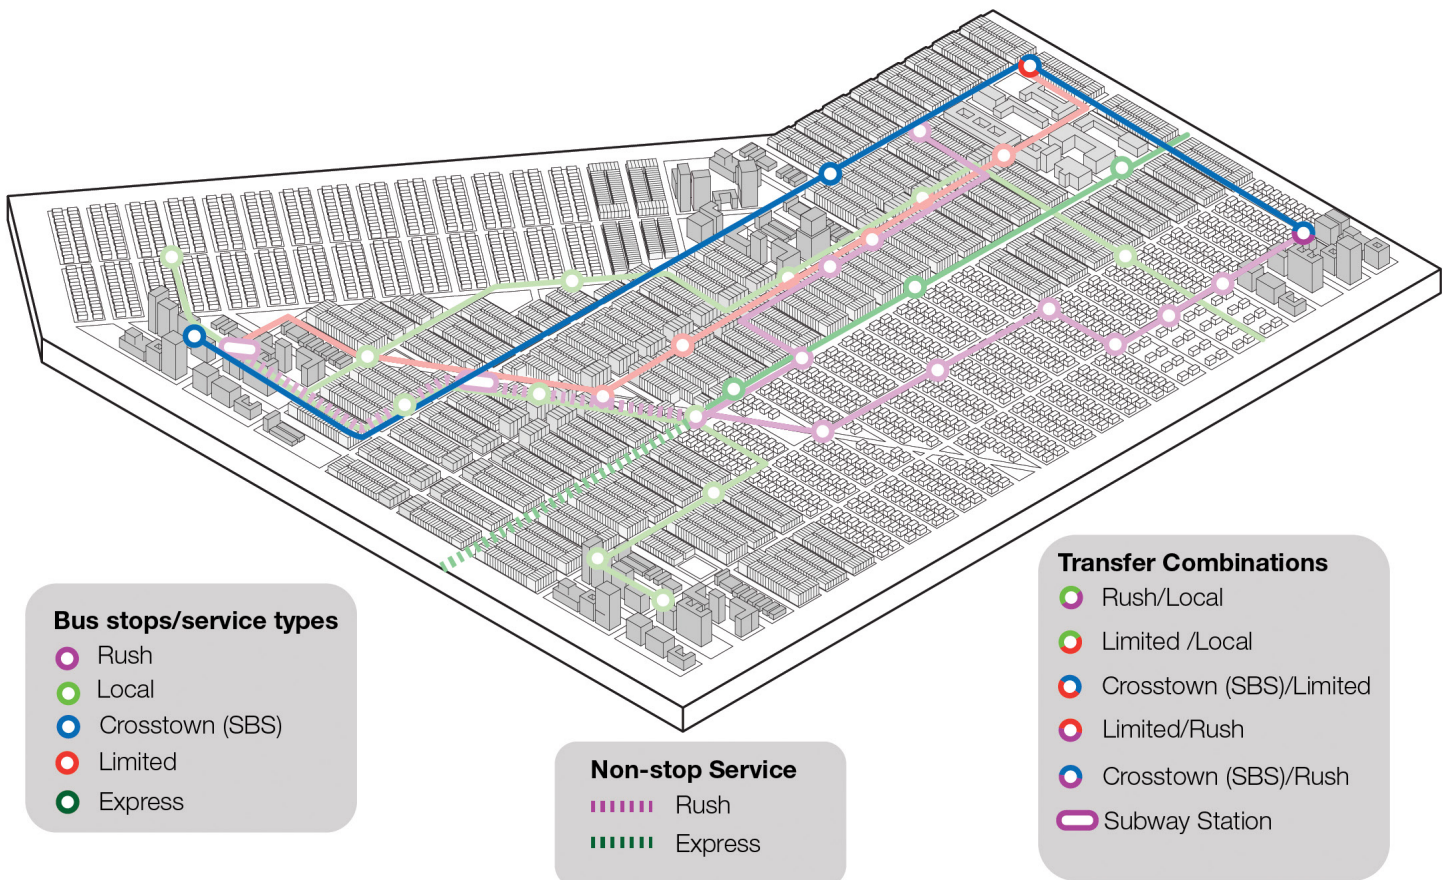 Bus stops/service types
Rush
Local
Crosstown (SBS)
Limited
Express
Non-stop Service
Rush
Express
Transfer Combinations
Rush/Local
Limited /Local
Crosstown (SBS)/Limited
Limited/Rush
Crosstown (SBS)/Rush
Subway Station